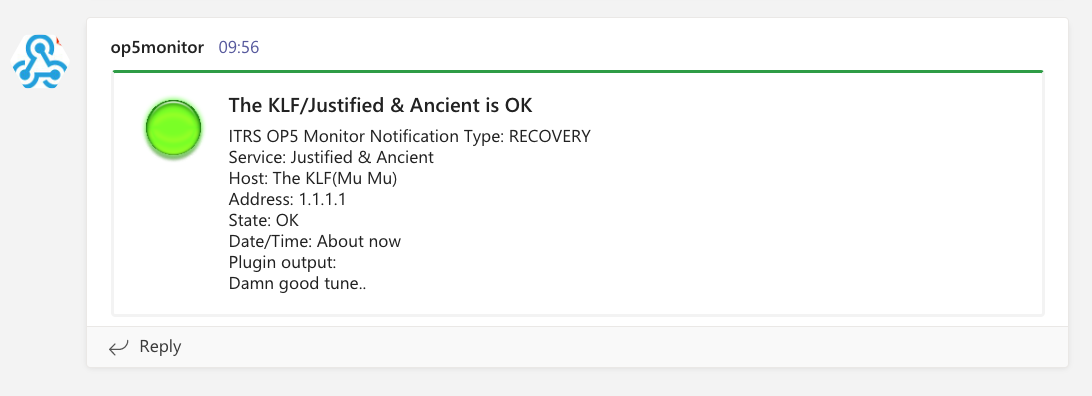 op5monitor 09:56
The KLF/Justified & Ancient is OK
ITRS OP5 Monitor Notification Type: RECOVERY
Service: Justified & Ancient
Host: The KLF(Mu Mu)
Address: 1.1.1.1
State: OK
Date/Time: About now
Plugin output:
Damn good tune..
Reply